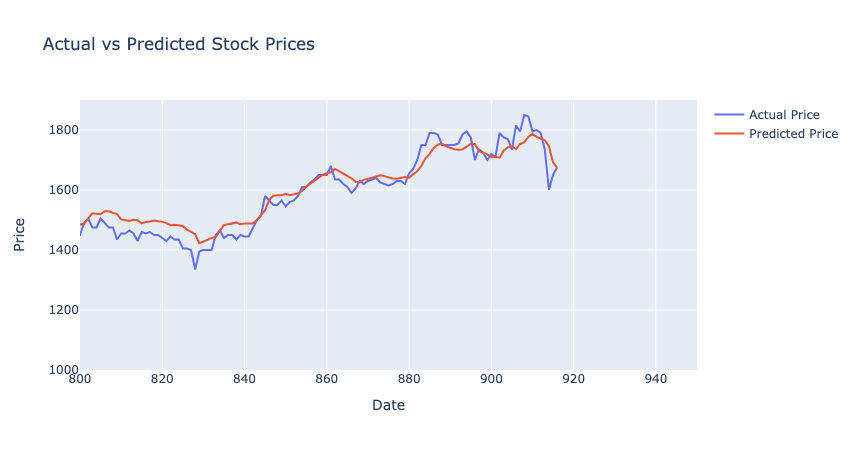 Actual vs Predicted Stock Prices
Actual Price
Predicted Price
1800
1600
1400
1200
1000
Price
800 820 840 860 880 900 920 940
Date